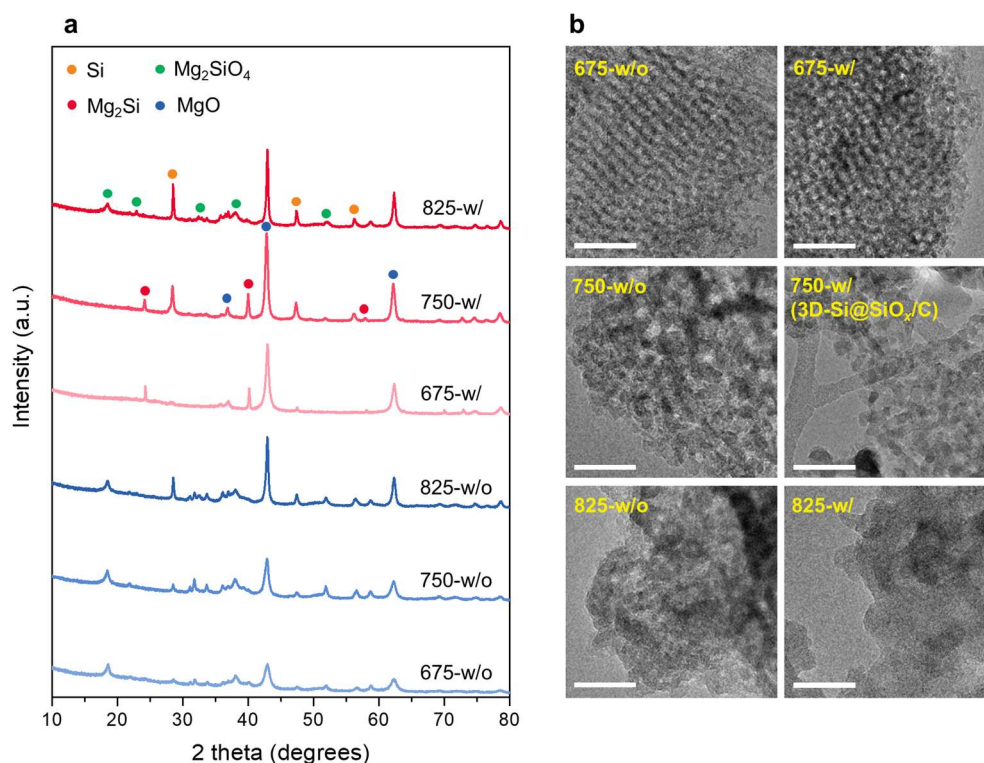 a
Si
Mg₂SiO₄
Mg₂Si
MgO
825-w/
750-w/
675-w/
825-w/o
750-w/o
675-w/o
Intensity (a.u.)
10 20 30 40 50 60 70 80
2 theta (degrees)
b
675-w/o
675-w/
750-w/o
750-w/
(3D-Si@SiOₓ/C)
825-w/o
825-w/